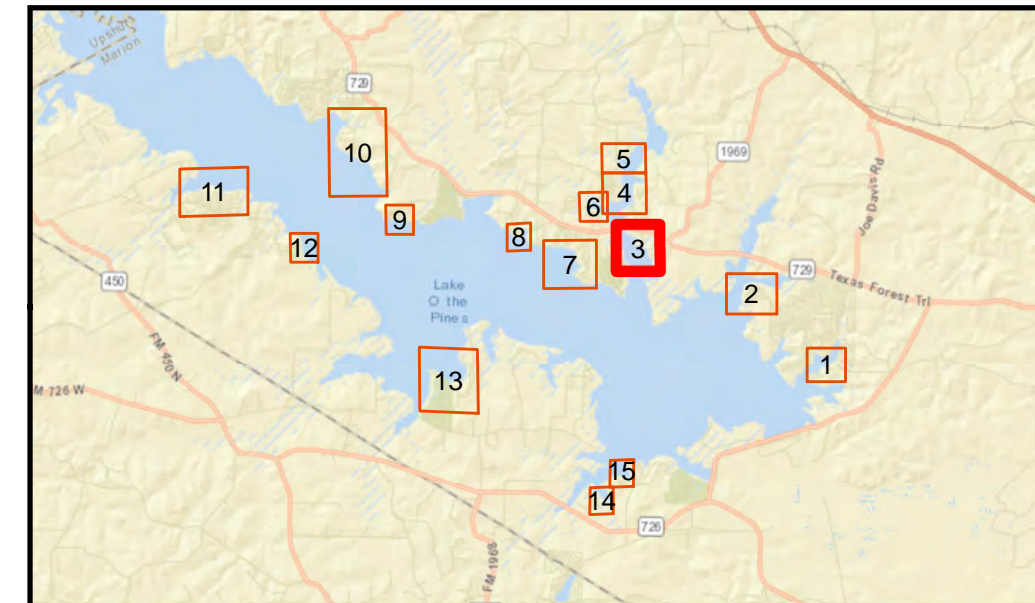 Upshur
Marion
729
5
1969
10
4
11
6
9
Joe Davis Rd
8
3
12
7
729
Texas Forest Trl
450
Lake
O the
Pines
2
FM 450 N
1
13
M 726 W
15
14
726
FM 1968